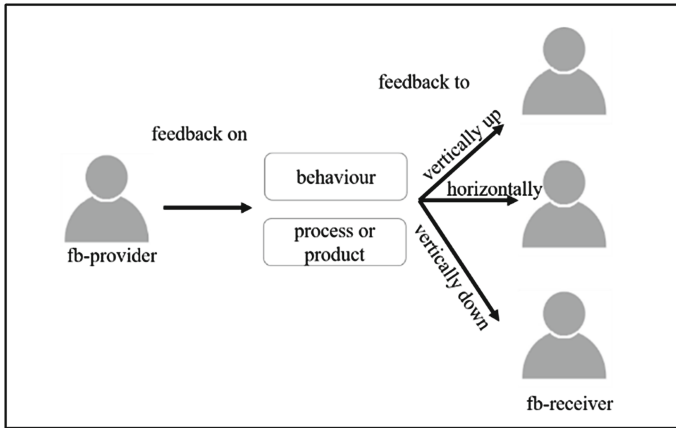 feedback to
feedback on
vertically up
behaviour
horizontally
process or
product
fb-provider
vertically down
fb-receiver